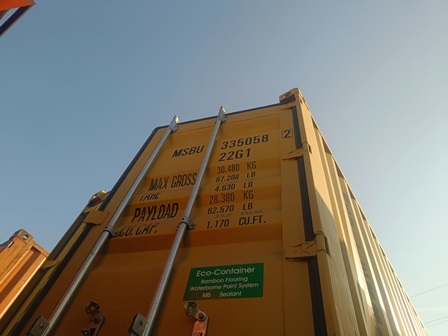 MSBU 335058 2
22G1
MAX GROSS 30.480 KG
67.200 LB
TARE
4.630 LB
PAYLOAD 28.380 KG
62.570 LB
CU.CAP.
1.170 CU.FT.
Eco-Container
Bamboo Flooring
Waterborne Paint System
MS Sealant